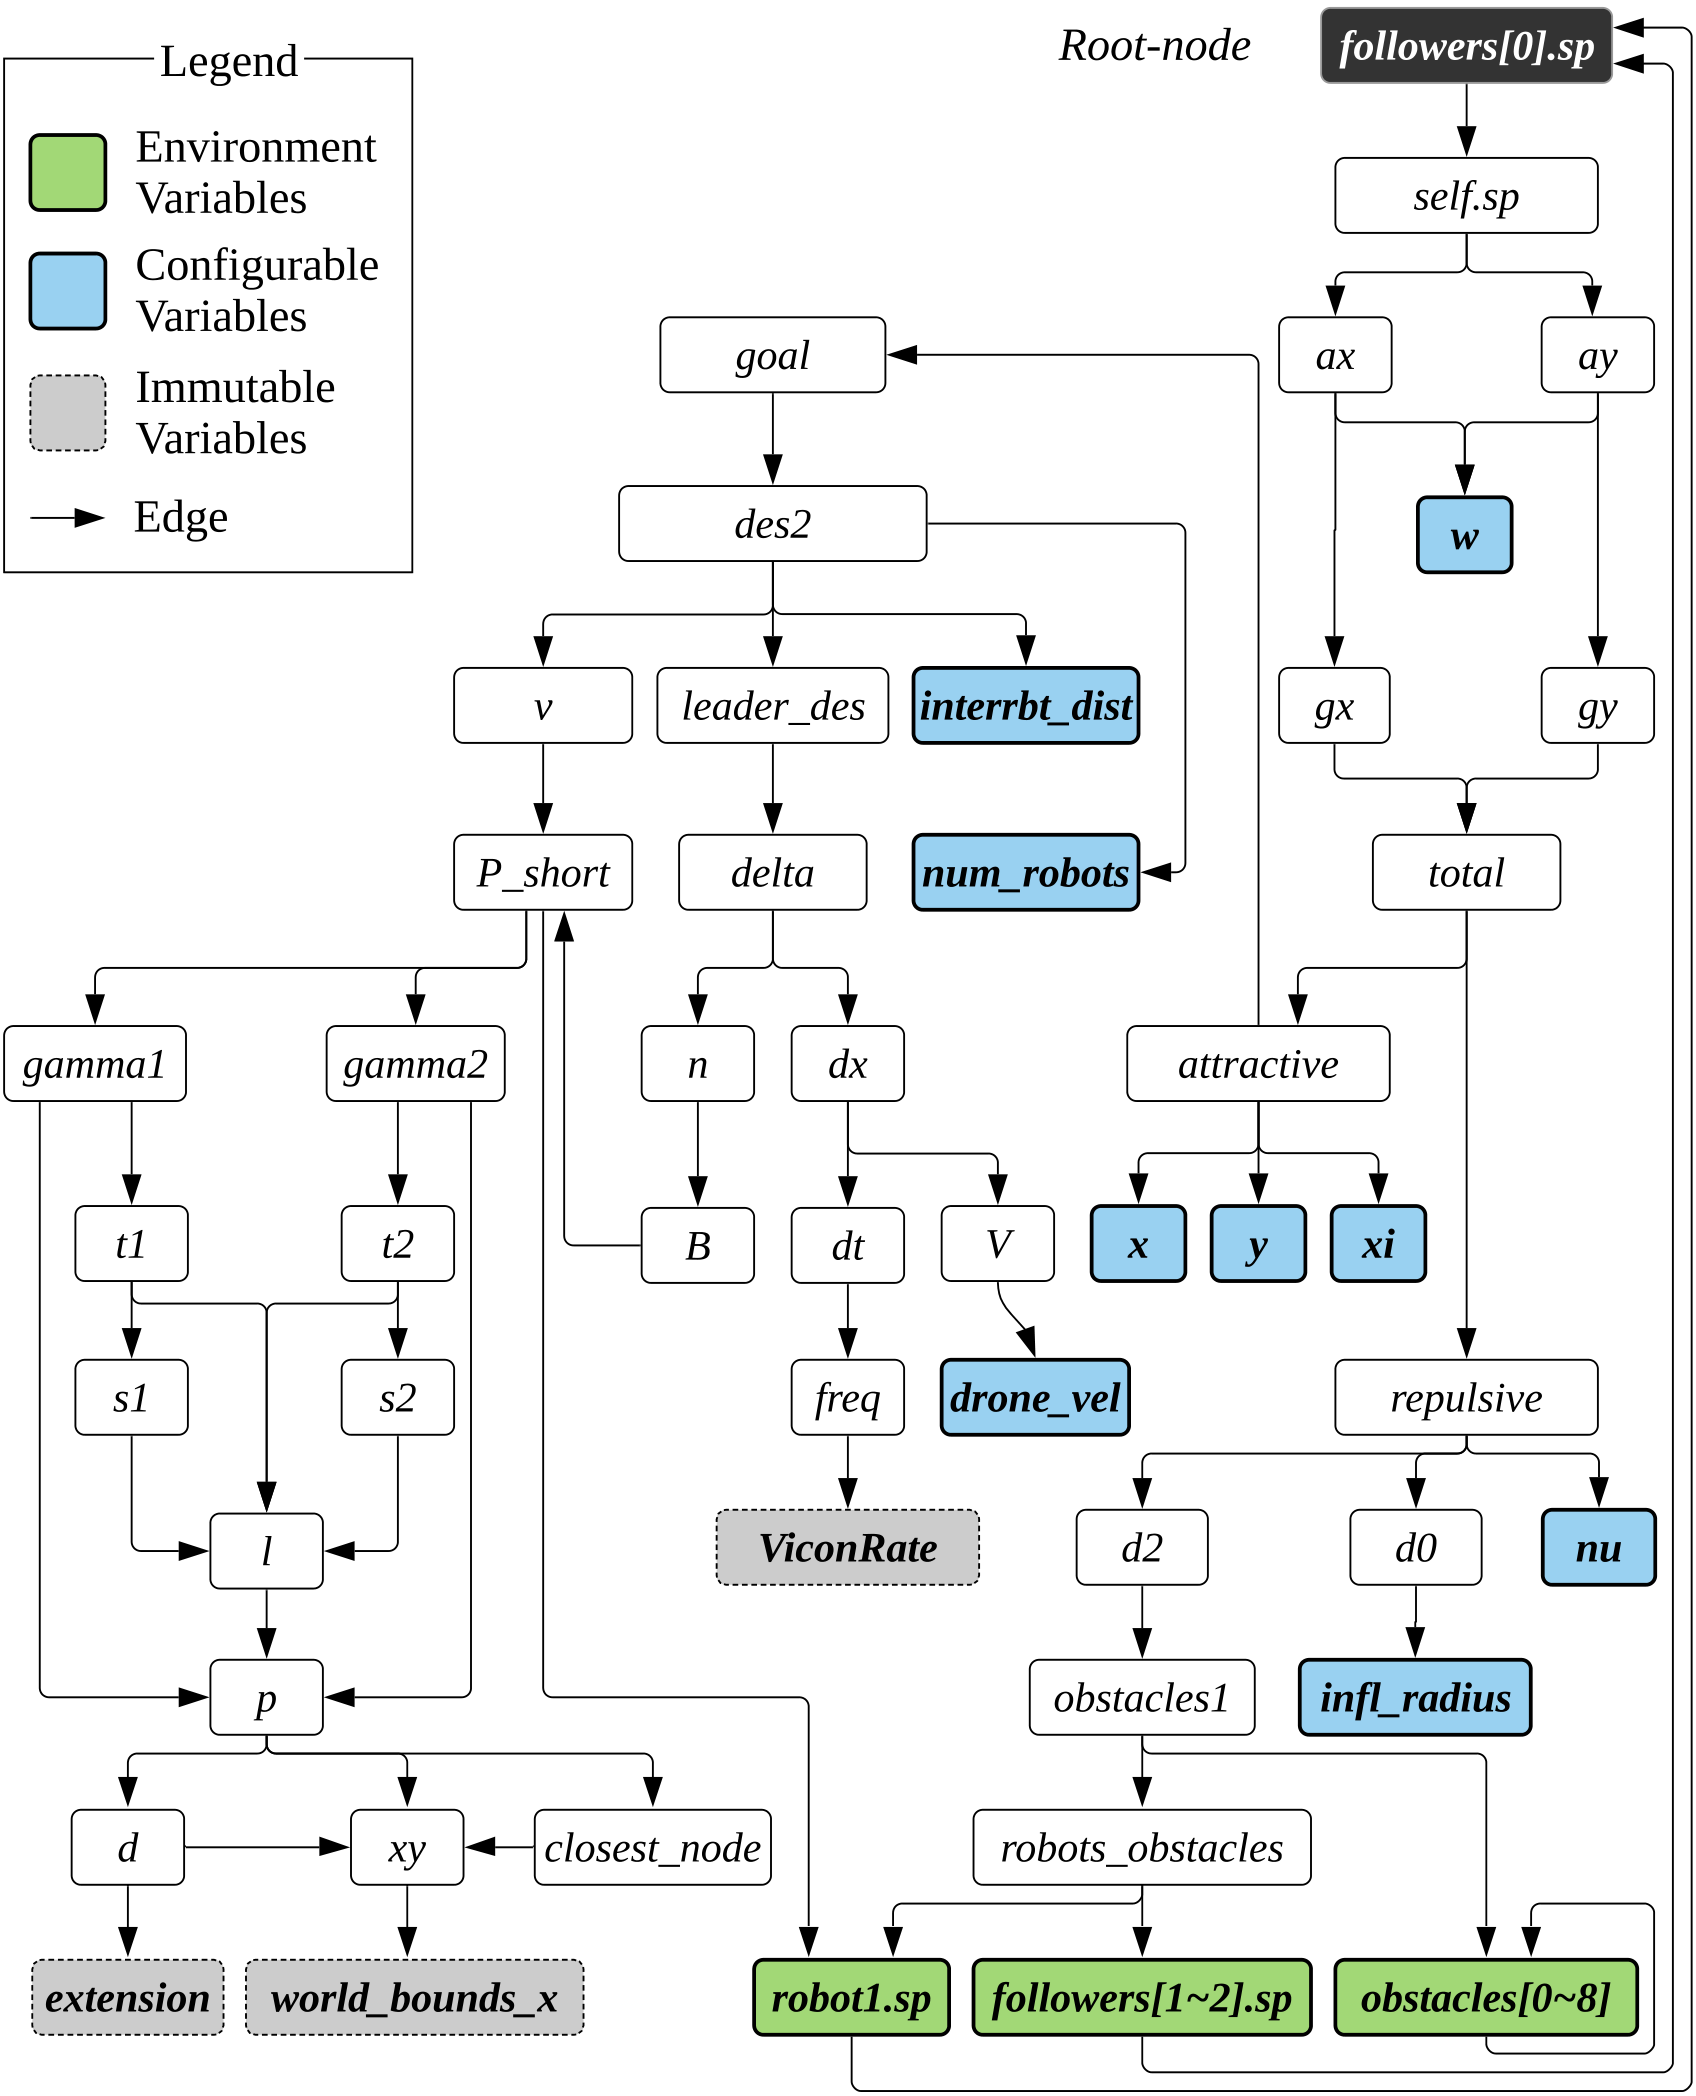 Root-node
followers[0].sp
Legend
Environment
Variables
Configurable
Variables
Immutable
Variables
Edge
self.sp
goal
ax
ay
des2
w
v
leader_des
interrbt_dist
gx
gy
P_short
delta
num_robots
total
gamma1
gamma2
n
dx
attractive
t1
t2
B
dt
V
x
y
xi
s1
s2
freq
drone_vel
repulsive
l
ViconRate
d2
d0
nu
p
obstacles1
infl_radius
d
xy
closest_node
robots_obstacles
extension
world_bounds_x
robot1.sp
followers[1~2].sp
obstacles[0~8]